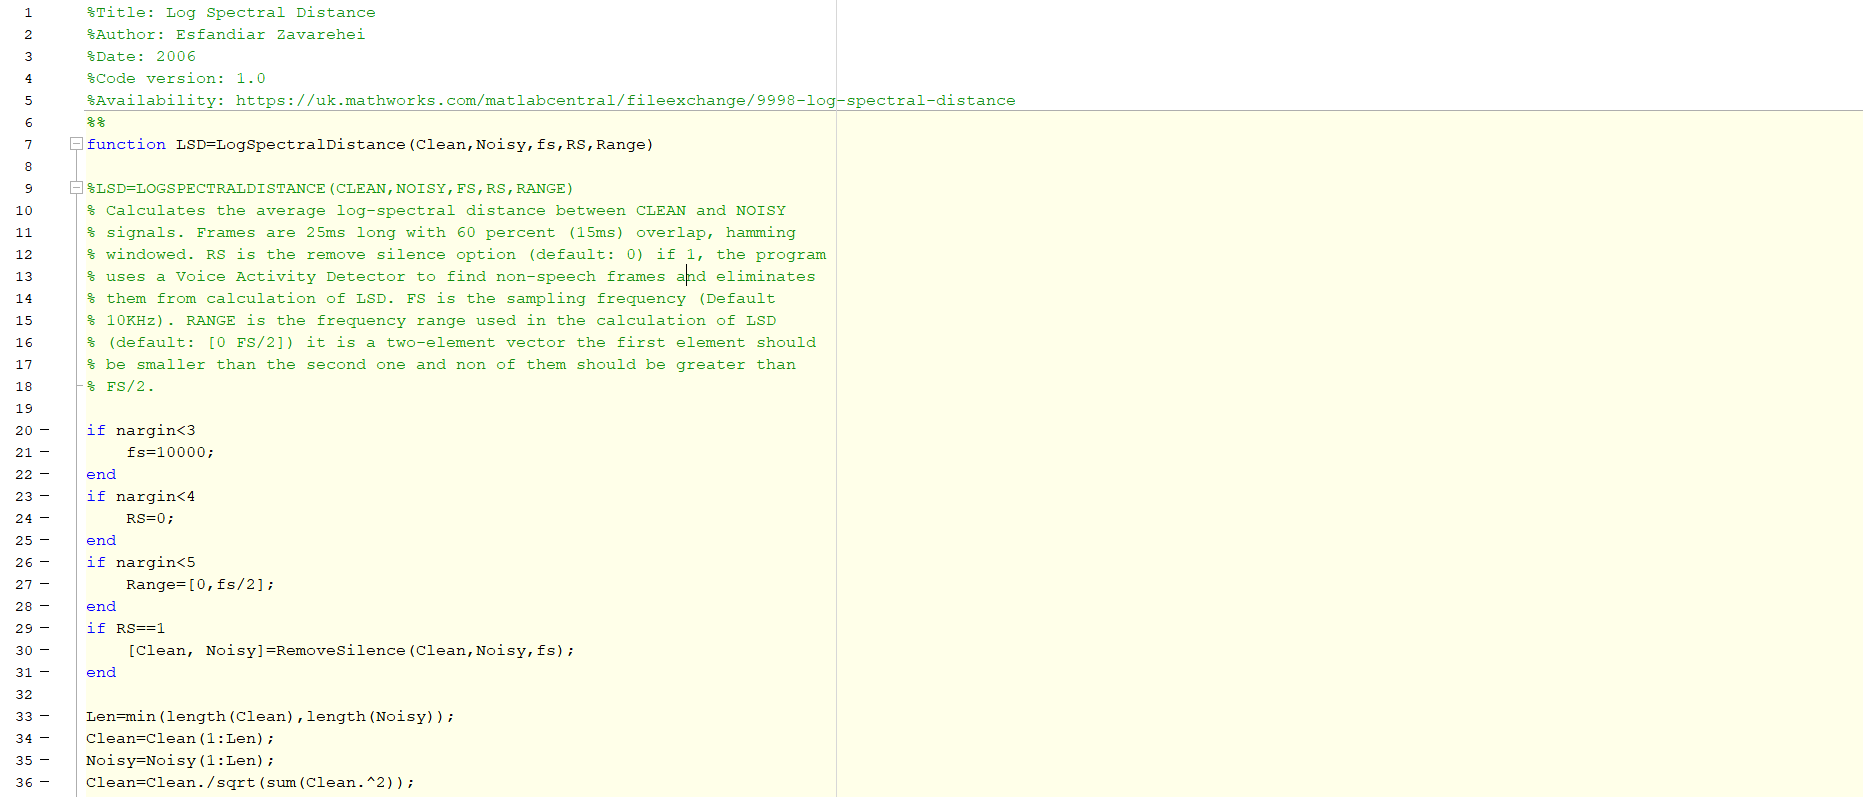 1 %Title: Log Spectral Distance
2 %Author: Esfandiar Zavarehei
3 %Date: 2006
4 %Code version: 1.0
5 %Availability: https://uk.mathworks.com/matlabcentral/fileexchange/9998-log-spectral-distance
6 %%
7 function LSD=LogSpectralDistance(Clean,Noisy,fs,RS,Range)
8
9 %LSD=LOGSPECTRALDISTANCE(CLEAN,NOISY,FS,RS,RANGE)
10 % Calculates the average log-spectral distance between CLEAN and NOISY
11 % signals. Frames are 25ms long with 60 percent (15ms) overlap, hamming
12 % windowed. RS is the remove silence option (default: 0) if 1, the program
13 % uses a Voice Activity Detector to find non-speech frames and eliminates
14 % them from calculation of LSD. FS is the sampling frequency (Default
15 % 10KHz). RANGE is the frequency range used in the calculation of LSD
16 % (default: [0 FS/2]) it is a two-element vector the first element should
17 % be smaller than the second one and non of them should be greater than
18 % FS/2.
19
20 – if nargin<3
21 – fs=10000;
22 – end
23 – if nargin<4
24 – RS=0;
25 – end
26 – if nargin<5
27 – Range=[0,fs/2];
28 – end
29 – if RS==1
30 – [Clean, Noisy]=RemoveSilence(Clean,Noisy,fs);
31 – end
32
33 – Len=min(length(Clean),length(Noisy));
34 – Clean=Clean(1:Len);
35 – Noisy=Noisy(1:Len);
36 – Clean=Clean./sqrt(sum(Clean.^2));